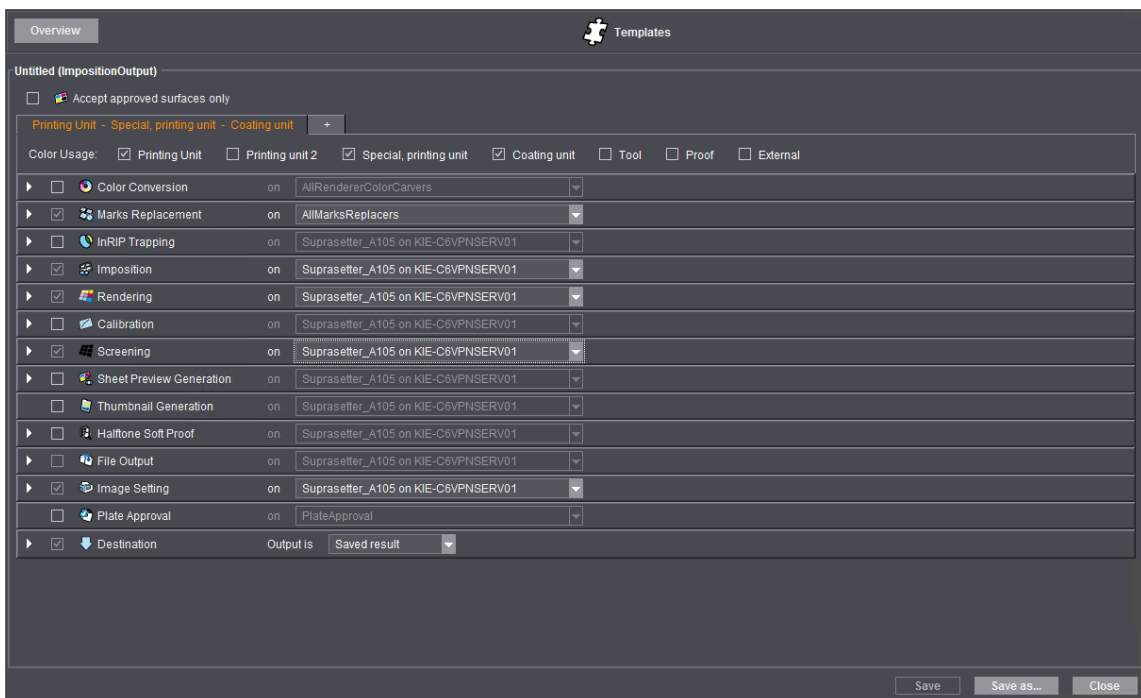 Overview
Templates
Untitled (ImpositionOutput)
Accept approved surfaces only
Printing Unit - Special, printing unit - Coating unit +
Color Usage: Printing Unit Printing unit 2 Special, printing unit Coating unit Tool Proof External
Color Conversion on AllRendererColorCarvers
Marks Replacement on AllMarksReplacers
InRIP Trapping on Suprasetter_A105 on KIE-C6VPNSERV01
Imposition on Suprasetter_A105 on KIE-C6VPNSERV01
Rendering on Suprasetter_A105 on KIE-C6VPNSERV01
Calibration on Suprasetter_A105 on KIE-C6VPNSERV01
Screening on Suprasetter_A105 on KIE-C6VPNSERV01
Sheet Preview Generation on Suprasetter_A105 on KIE-C6VPNSERV01
Thumbnail Generation on Suprasetter_A105 on KIE-C6VPNSERV01
Halftone Soft Proof on Suprasetter_A105 on KIE-C6VPNSERV01
File Output on Suprasetter_A105 on KIE-C6VPNSERV01
Image Setting on Suprasetter_A105 on KIE-C6VPNSERV01
Plate Approval on PlateApproval
Destination Output is Saved result
Save Save as... Close